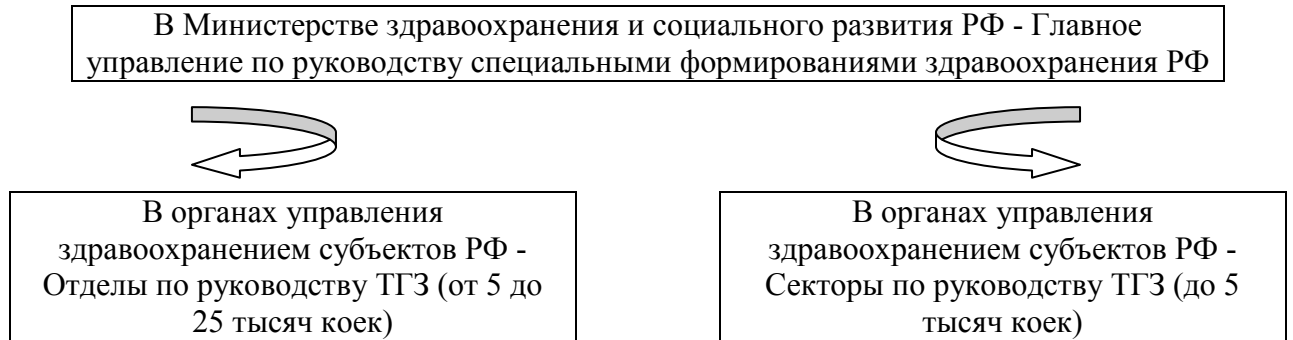 В Министерстве здравоохранения и социального развития РФ - Главное
управление по руководству специальными формированиями здравоохранения РФ
В органах управления
здравоохранением субъектов РФ -
Отделы по руководству ТГЗ (от 5 до
25 тысяч коек)
В органах управления
здравоохранением субъектов РФ -
Секторы по руководству ТГЗ (до 5
тысяч коек)